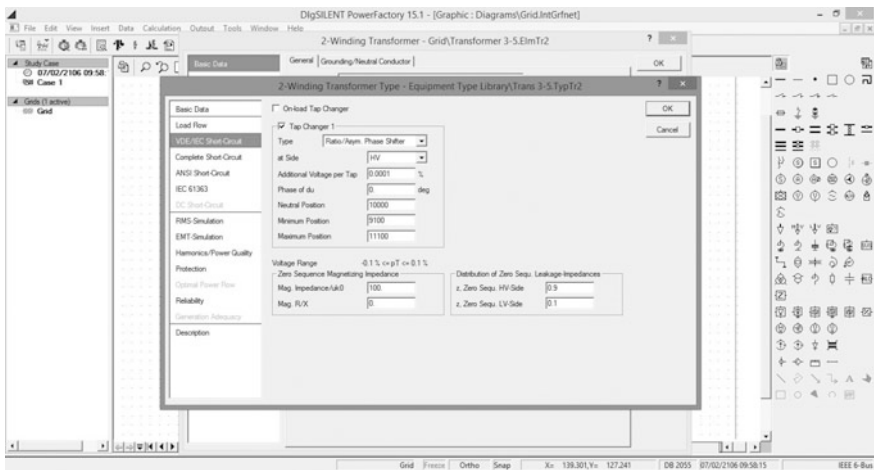 DIgSILENT PowerFactory 15.1 - [Graphic : Diagrams\Grid.IntGrfnet]
File Edit View Insert Data Calculation Output Tools Window Help
Study Case
07/02/2106 09:58:
Case 1
Grids (1 active)
Grid
2-Winding Transformer - Grid\Transformer 3-5.ElmTr2
Basic Data
General Grounding/Neutral Conductor
OK
2-Winding Transformer Type - Equipment Type Library\Trans 3-5.TypTr2
Basic Data
Load Flow
VDE/IEC Short-Circuit
Complete Short-Circuit
ANSI Short-Circuit
IEC 61363
DC Short-Circuit
RMS-Simulation
EMT-Simulation
Harmonics/Power Quality
Protection
Optimal Power Flow
Reliability
Generation Adequacy
Description
On-load Tap Changer
Tap Changer 1
Type Ratio/Asym. Phase Shifter
at Side HV
Additional Voltage per Tap 0.0001 %
Phase of du 0. deg
Neutral Position 10000
Minimum Position 9100
Maximum Position 11100
Voltage Range -0.1 % <= pT <= 0.1 %
Zero Sequence Magnetizing Impedance
Mag. Impedance/uk0 100.
Mag. R/X 0.
Distribution of Zero Sequ. Leakage-Impedances
z, Zero Sequ. HV-Side 0.9
z, Zero Sequ. LV-Side 0.1
OK
Cancel
Grid Freeze Ortho Snap X= 139.301,Y= 127.241 DB 2055 07/02/2106 09:58:15 IEEE 6-Bus